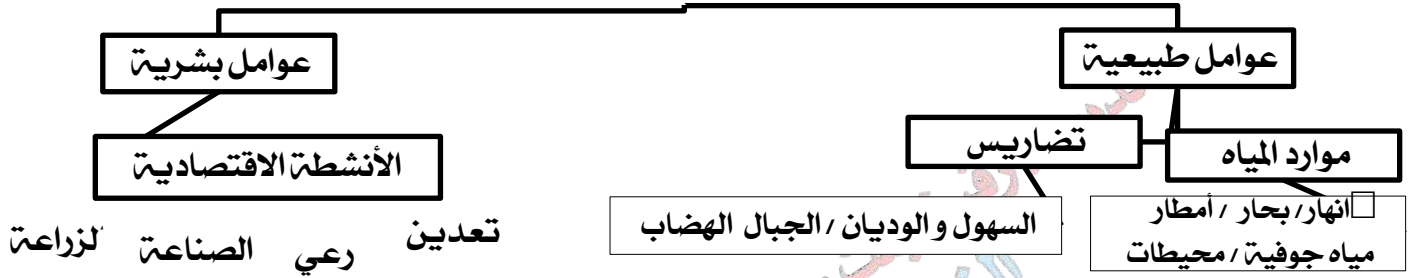 عوامل طبيعية
عوامل بشرية
موارد المياه
تضاريس
الأنشطة الاقتصادية
انهار/ بحار / أمطار
مياه جوفية / محيطات
السهول و الوديان / الجبال الهضاب
تعدين
رعي
الصناعة
لزراعة